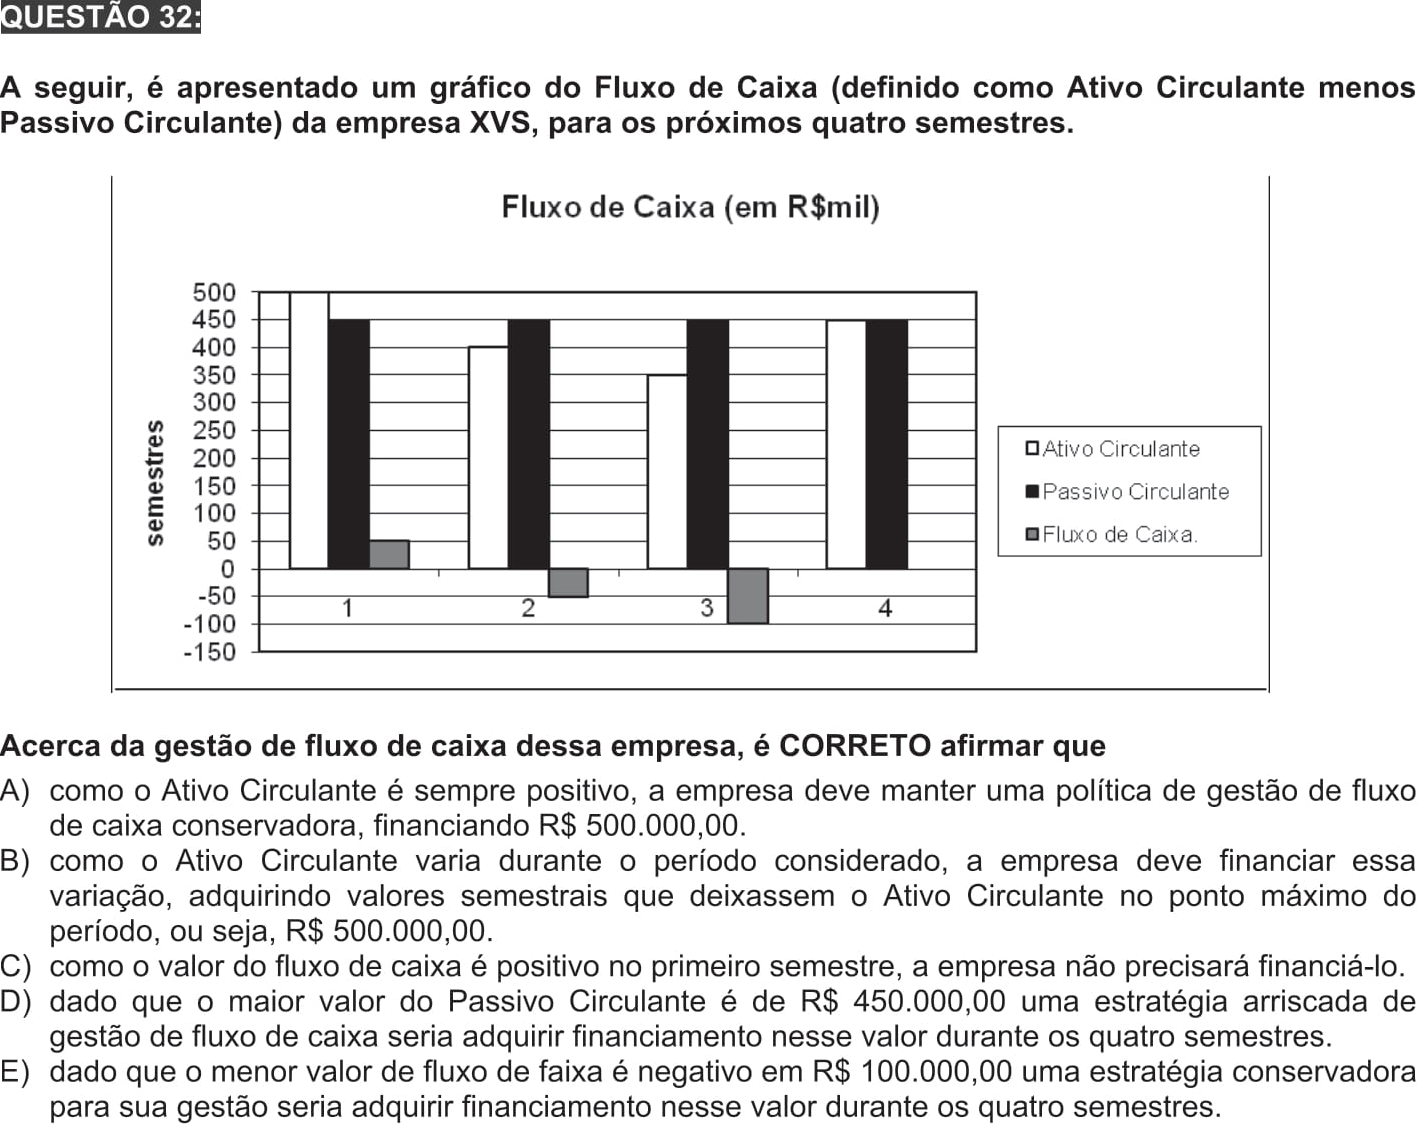 QUESTÃO 32:
A seguir, é apresentado um gráfico do Fluxo de Caixa (definido como Ativo Circulante menos
Passivo Circulante) da empresa XVS, para os próximos quatro semestres.
Fluxo de Caixa (em R$mil)
500
450
400
350
300
250
200
150
100
50
0
-50
-100
-150
semestres
1
2
3
4
Ativo Circulante
Passivo Circulante
Fluxo de Caixa.
Acerca da gestão de fluxo de caixa dessa empresa, é CORRETO afirmar que
A) como o Ativo Circulante é sempre positivo, a empresa deve manter uma política de gestão de fluxo
de caixa conservadora, financiando R$ 500.000,00.
B) como o Ativo Circulante varia durante o período considerado, a empresa deve financiar essa
variação, adquirindo valores semestrais que deixassem o Ativo Circulante no ponto máximo do
período, ou seja, R$ 500.000,00.
C) como o valor do fluxo de caixa é positivo no primeiro semestre, a empresa não precisará financiá-lo.
D) dado que o maior valor do Passivo Circulante é de R$ 450.000,00 uma estratégia arriscada de
gestão de fluxo de caixa seria adquirir financiamento nesse valor durante os quatro semestres.
E) dado que o menor valor de fluxo de faixa é negativo em R$ 100.000,00 uma estratégia conservadora
para sua gestão seria adquirir financiamento nesse valor durante os quatro semestres.